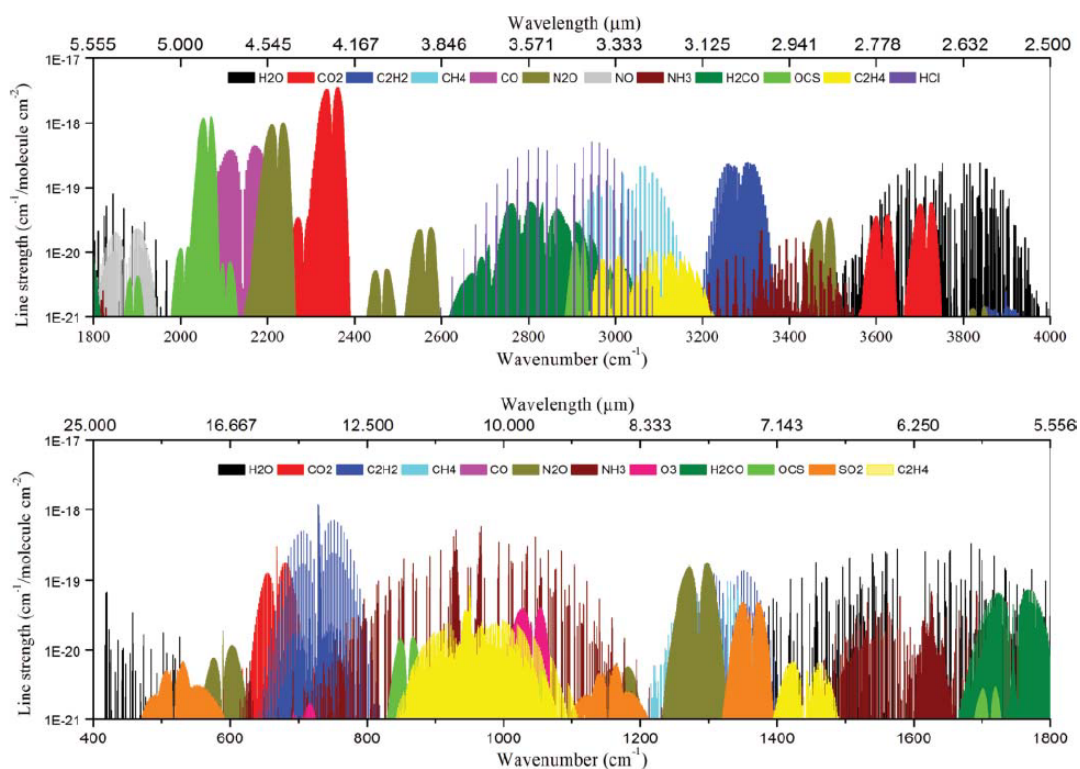 Wavelength (μm)
5.555 5.000 4.545 4.167 3.846 3.571 3.333 3.125 2.941 2.778 2.632 2.500
1E-17
H2O CO2 C2H2 CH4 CO N2O NO NH3 H2CO OCS C2H4 HCl
1E-18
1E-19
1E-20
1E-21
Line strength (cm⁻¹/molecule cm⁻²)
1800 2000 2200 2400 2600 2800 3000 3200 3400 3600 3800 4000
Wavenumber (cm⁻¹)
Wavelength (μm)
25.000 16.667 12.500 10.000 8.333 7.143 6.250 5.556
1E-17
H2O CO2 C2H2 CH4 CO N2O NH3 O3 H2CO OCS SO2 C2H4
1E-18
1E-19
1E-20
1E-21
Line strength (cm⁻¹/molecule cm⁻²)
400 600 800 1000 1200 1400 1600 1800
Wavenumber (cm⁻¹)